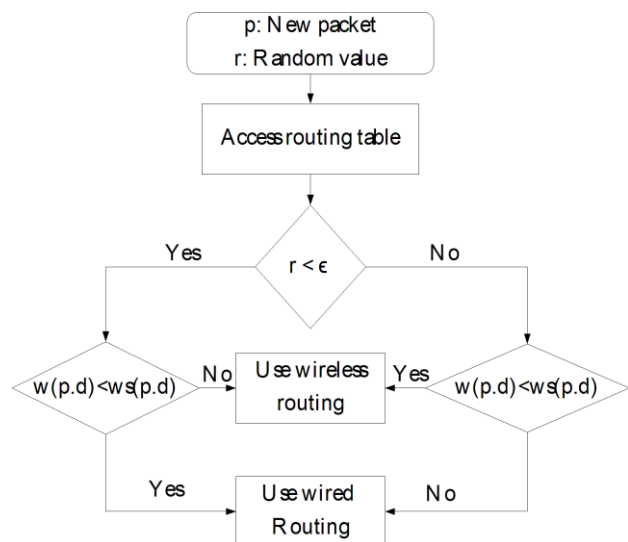 p: New packet
r: Random value
Access routing table
r < ϵ
Yes
No
w(p.d)<ws(p.d)
No
Use wireless
routing
Yes
w(p.d)<ws(p.d)
Yes
Use wired
Routing
No